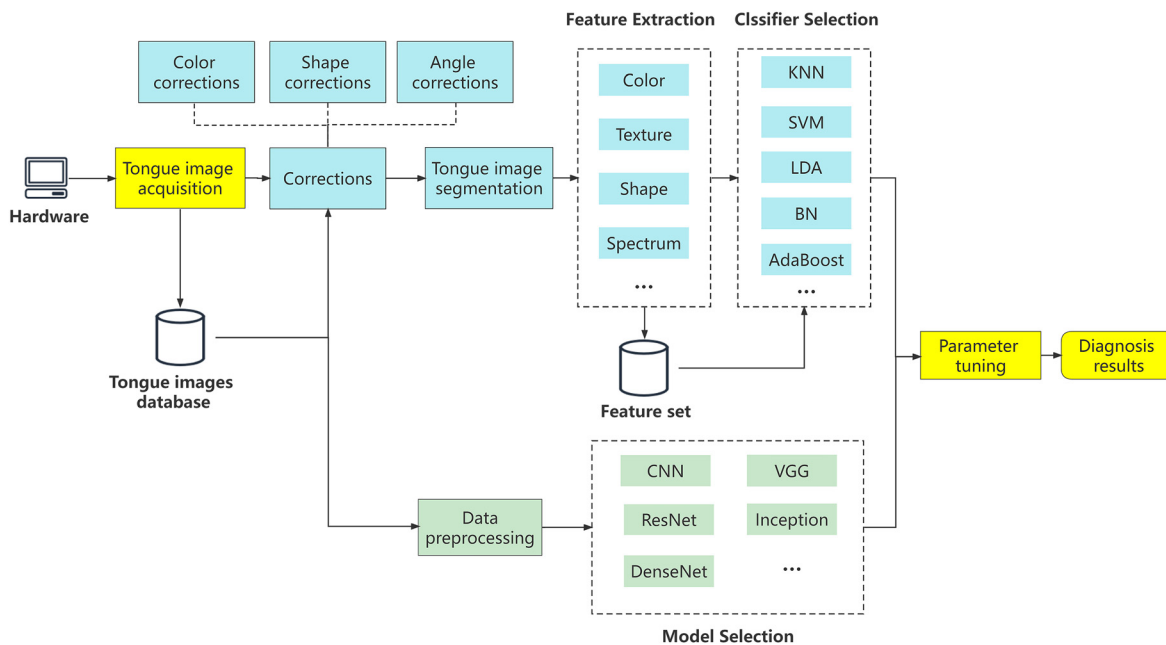 Feature Extraction
Clssifier Selection
Color
corrections
Shape
corrections
Angle
corrections
Hardware
Tongue image
acquisition
Corrections
Tongue image
segmentation
Color
Texture
Shape
Spectrum
...
KNN
SVM
LDA
BN
AdaBoost
...
Tongue images
database
Feature set
Parameter
tuning
Diagnosis
results
Data
preprocessing
CNN
VGG
ResNet
Inception
DenseNet
...
Model Selection